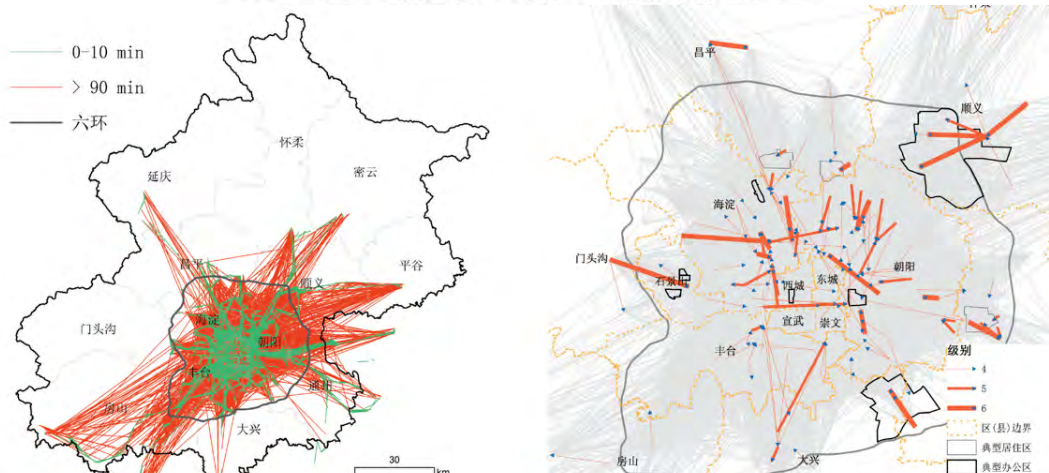 0-10 min
> 90 min
六环
怀柔
延庆
密云
昌平
平谷
顺义
门头沟
海淀
朝阳
丰台
通州
房山
大兴
30
km
昌平
顺义
海淀
门头沟
石景山
西城
东城
朝阳
宣武
崇文
丰台
房山
大兴
级别
4
5
6
区(县)边界
典型居住区
典型办公区